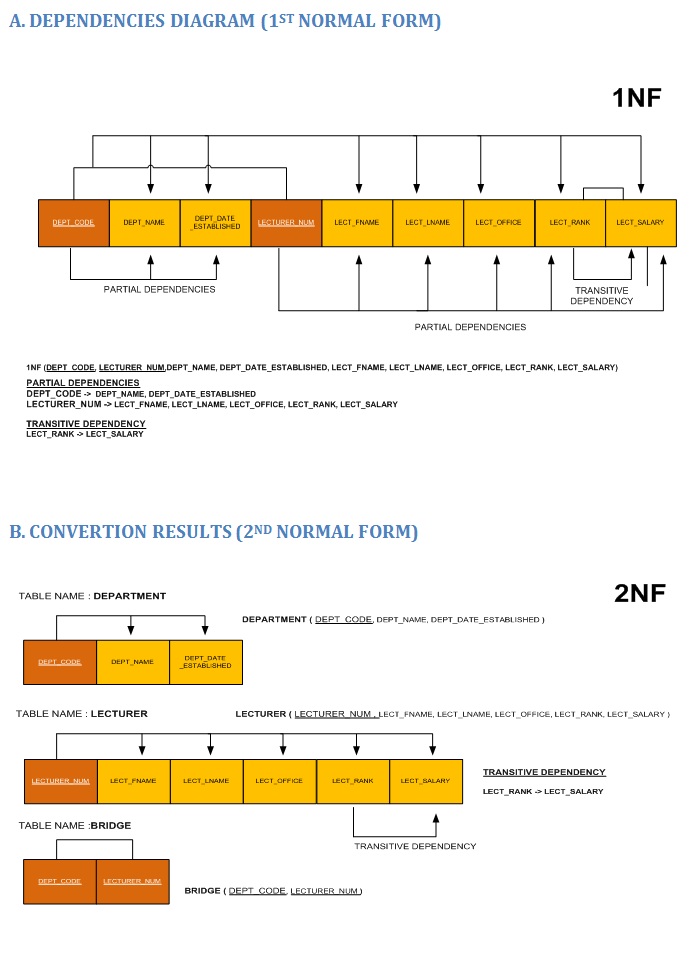 A. DEPENDENCIES DIAGRAM (1ST NORMAL FORM)
1NF
DEPT_CODE
DEPT_NAME
DEPT_DATE
_ESTABLISHED
LECTURER_NUM
LECT_FNAME
LECT_LNAME
LECT_OFFICE
LECT_RANK
LECT_SALARY
PARTIAL DEPENDENCIES
TRANSITIVE
DEPENDENCY
PARTIAL DEPENDENCIES
1NF (DEPT_CODE, LECTURER_NUM,DEPT_NAME, DEPT_DATE_ESTABLISHED, LECT_FNAME, LECT_LNAME, LECT_OFFICE, LECT_RANK, LECT_SALARY)
PARTIAL DEPENDENCIES
DEPT_CODE -> DEPT_NAME, DEPT_DATE_ESTABLISHED
LECTURER_NUM -> LECT_FNAME, LECT_LNAME, LECT_OFFICE, LECT_RANK, LECT_SALARY
TRANSITIVE DEPENDENCY
LECT_RANK -> LECT_SALARY
B. CONVERTION RESULTS (2ND NORMAL FORM)
2NF
TABLE NAME : DEPARTMENT
DEPARTMENT ( DEPT_CODE, DEPT_NAME, DEPT_DATE_ESTABLISHED )
DEPT_CODE
DEPT_NAME
DEPT_DATE
_ESTABLISHED
TABLE NAME : LECTURER
LECTURER ( LECTURER_NUM , LECT_FNAME, LECT_LNAME, LECT_OFFICE, LECT_RANK, LECT_SALARY )
LECTURER_NUM
LECT_FNAME
LECT_LNAME
LECT_OFFICE
LECT_RANK
LECT_SALARY
TRANSITIVE DEPENDENCY
LECT_RANK -> LECT_SALARY
TABLE NAME :BRIDGE
TRANSITIVE DEPENDENCY
DEPT_CODE
LECTURER_NUM
BRIDGE ( DEPT_CODE, LECTURER_NUM )